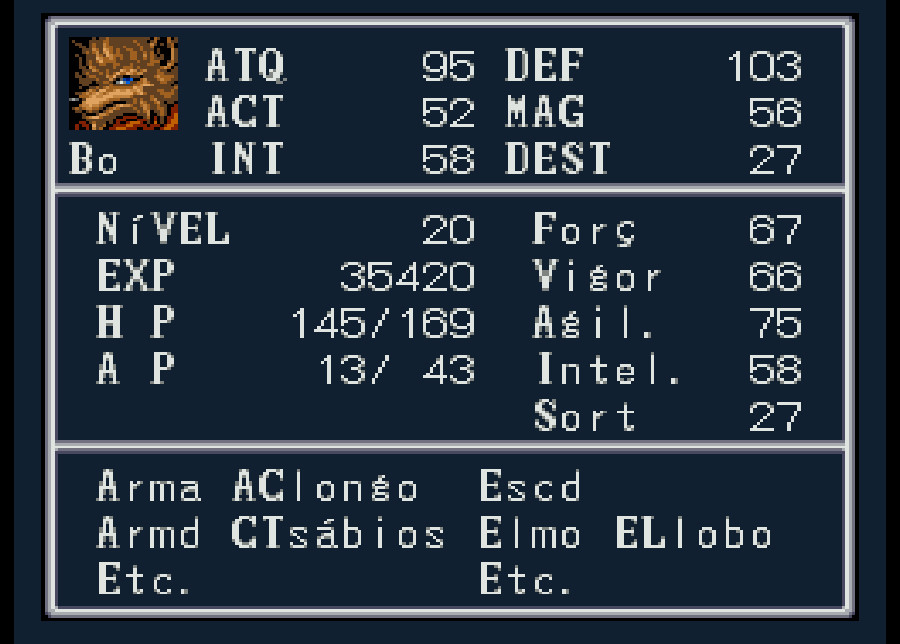 ATQ 95 DEF 103
ACT 52 MAG 56
Bo INT 58 DEST 27
NíVEL 20 Forç 67
EXP 35420 Vigor 66
H P 145/169 Agil. 75
A P 13/ 43 Intel. 58
Sort 27
Arma AClongo Escd
Armd CTsábios Elmo ELlobo
Etc. Etc.